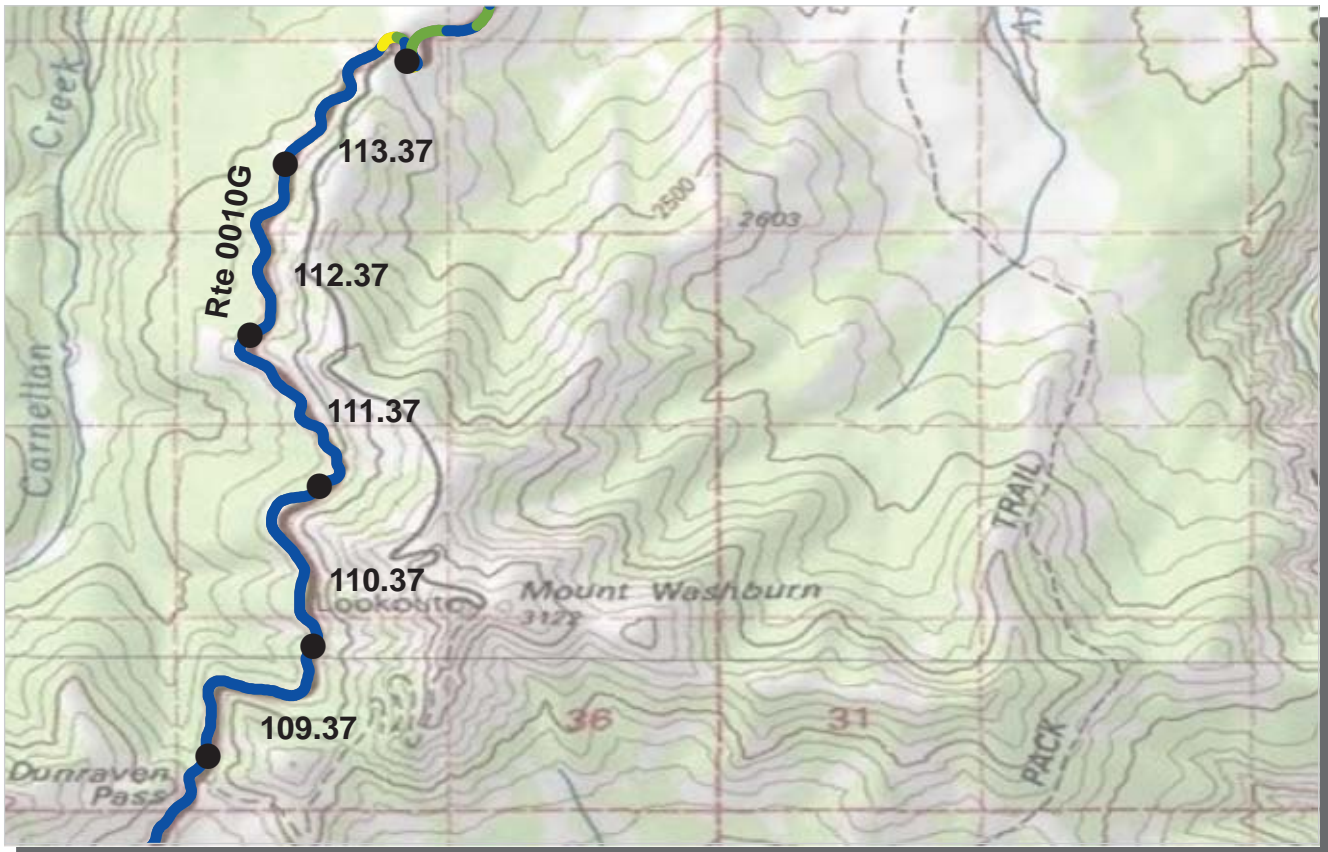 Creek
113.37
Rte 0010G
2500
2603
112.37
Carnelian
111.37
TRAIL
110.37
Lookout
Mount Washburn
3122
36
31
109.37
PACK
Dunraven
Pass